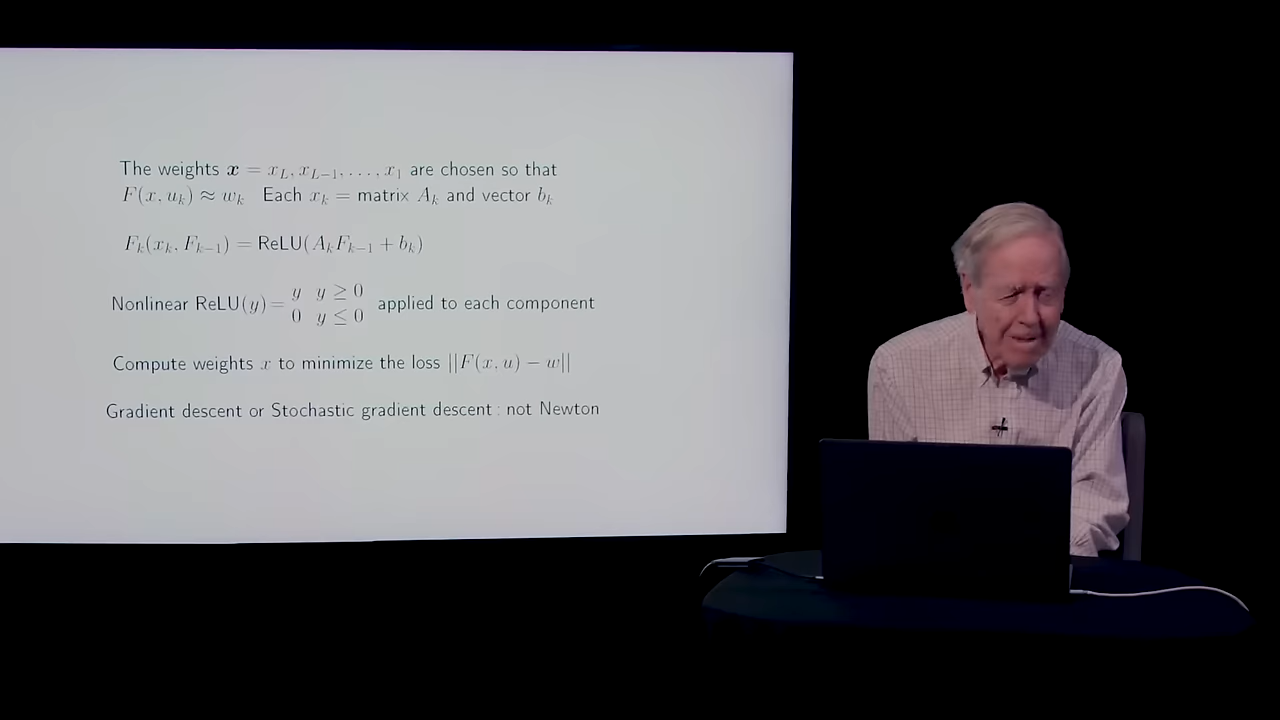 The weights x = x_L, x_{L−1}, . . . , x_1 are chosen so that
F(x, u_k) ≈ w_k Each x_k = matrix A_k and vector b_k
F_k(x_k, F_{k−1}) = ReLU(A_k F_{k−1} + b_k)
Nonlinear ReLU(y) = y y ≥ 0 applied to each component
0 y ≤ 0
Compute weights x to minimize the loss ||F(x, u) − w||
Gradient descent or Stochastic gradient descent : not Newton